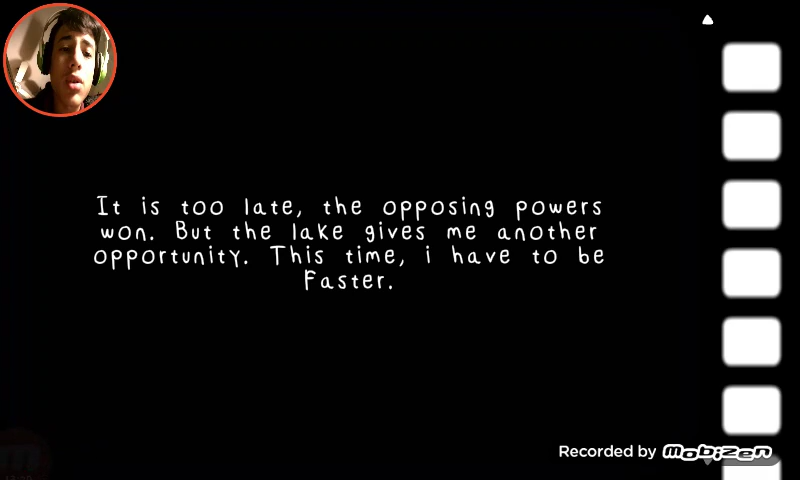 It is too late, the opposing powers
won. But the lake gives me another
opportunity. This time, i have to be
Faster.
Recorded by mobizen